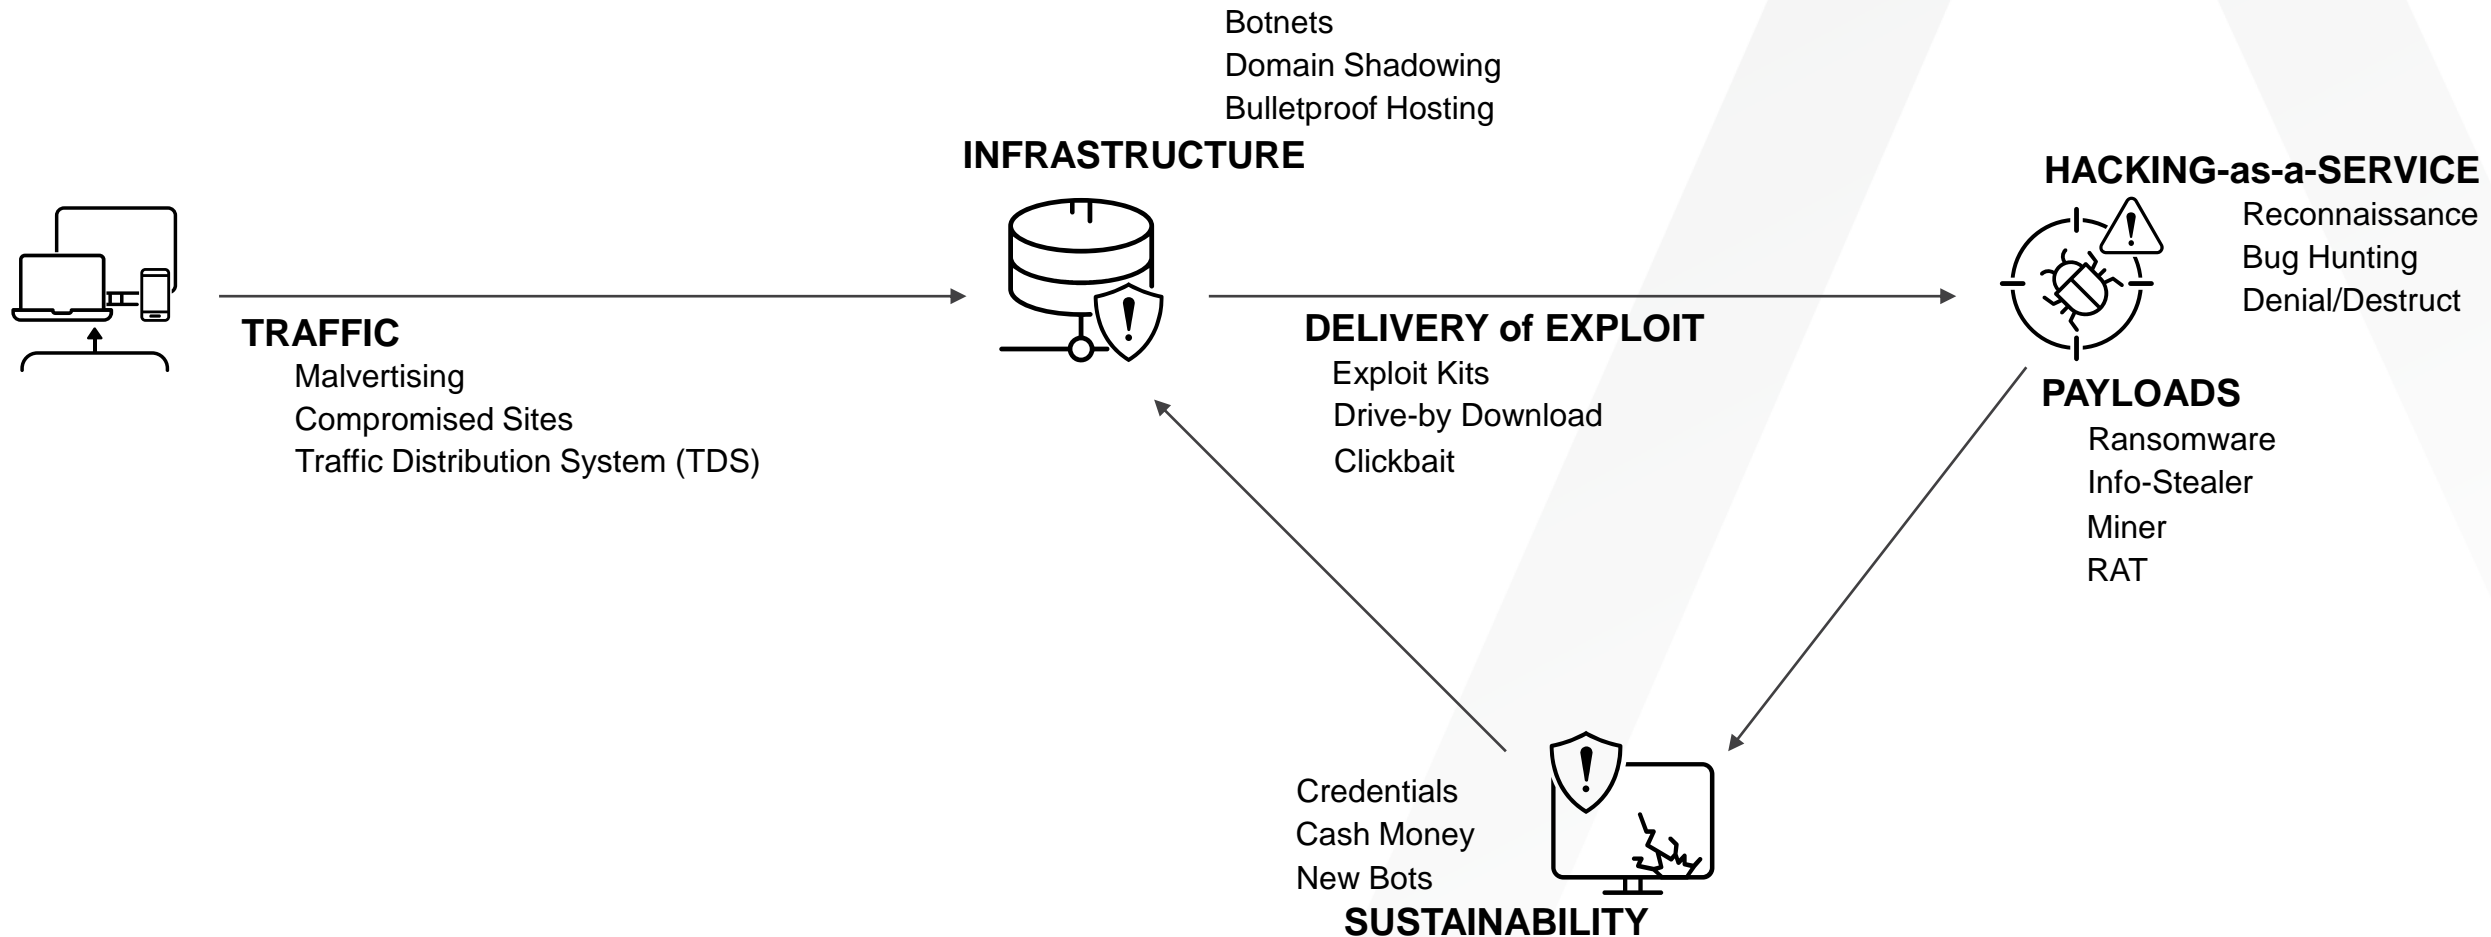 Botnets
Domain Shadowing
Bulletproof Hosting
INFRASTRUCTURE
HACKING-as-a-SERVICE
Reconnaissance
Bug Hunting
Denial/Destruct
TRAFFIC
Malvertising
Compromised Sites
Traffic Distribution System (TDS)
DELIVERY of EXPLOIT
Exploit Kits
Drive-by Download
Clickbait
PAYLOADS
Ransomware
Info-Stealer
Miner
RAT
Credentials
Cash Money
New Bots
SUSTAINABILITY